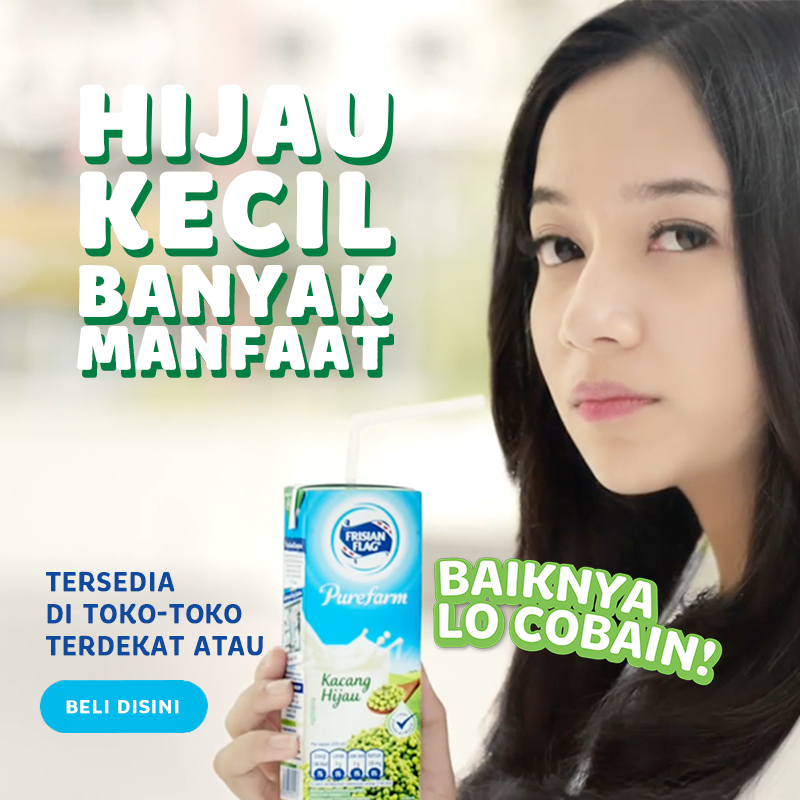 HIJAU
KECIL
BANYAK
MANFAAT
FRISIAN
FLAG
Purefarm
Kacang
Hijau
BAIKNYA
LO COBAIN!
TERSEDIA
DI TOKO-TOKO
TERDEKAT ATAU
BELI DISINI